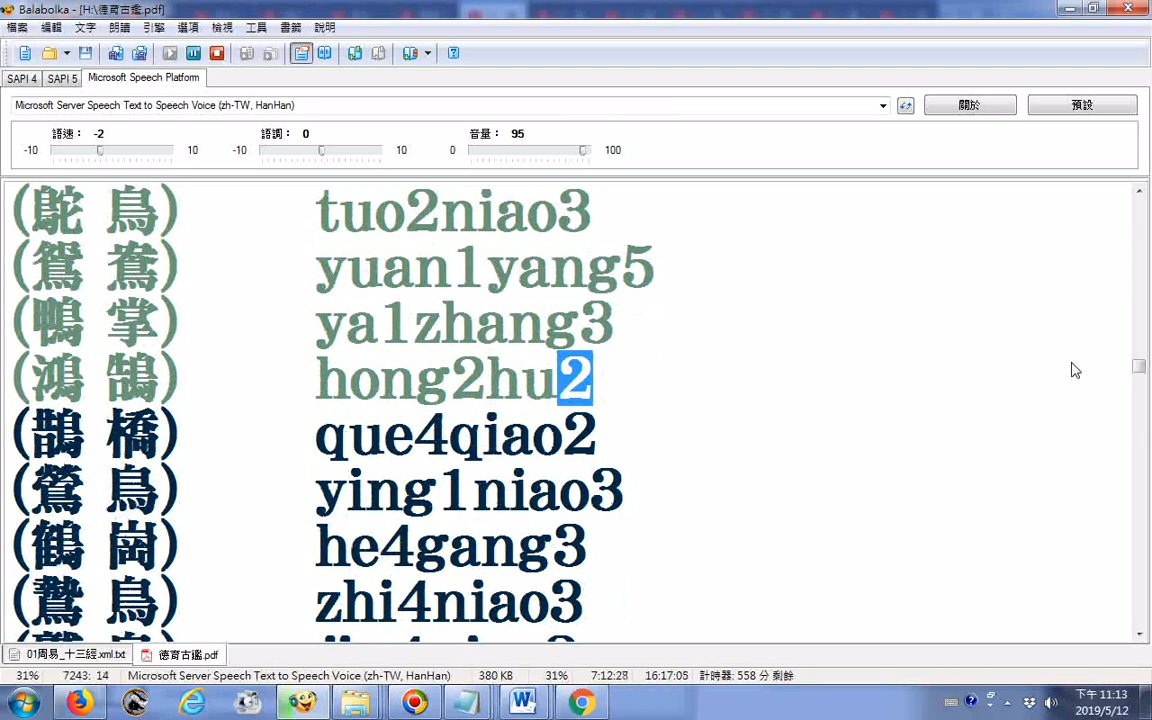 Balabolka - [H:\德育古鑑.pdf]
檔案 編輯 文字 朗讀 引擎 選項 檢視 工具 書籤 說明
SAPI 4 SAPI 5 Microsoft Speech Platform
Microsoft Server Speech Text to Speech Voice (zh-TW, HanHan) 關於 預設
語速: -2 語調: 0 音量: 95
-10 10 -10 10 0 100
(鴕 鳥) tuo2niao3
(鴛 鴦) yuan1yang5
(鴨 掌) ya1zhang3
(鴻 鵠) hong2hu2
(鵲 橋) que4qiao2
(鶯 鳥) ying1niao3
(鶴 崗) he4gang3
(鷙 鳥) zhi4niao3
01周易_十三經.xml.txt 德育古鑑.pdf
31% 7243: 14 Microsoft Server Speech Text to Speech Voice (zh-TW, HanHan) 380 KB 31% 7:12:28 16:17:05 計時器: 558 分 剩餘
下午 11:13
2019/5/12